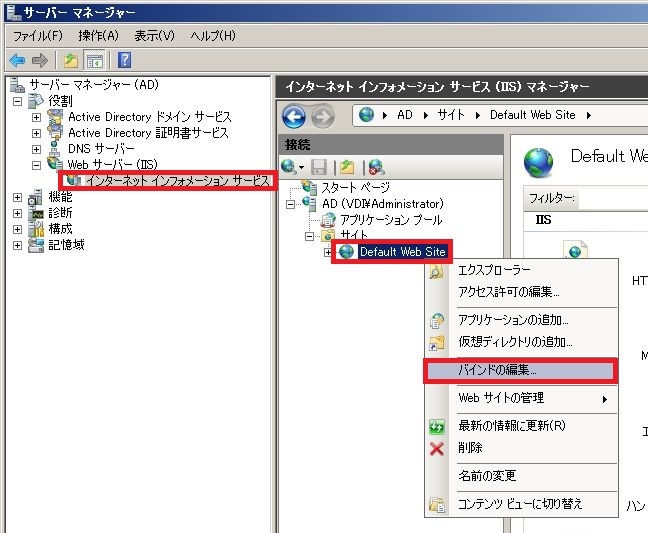 サーバー マネージャー
ファイル(F) 操作(A) 表示(V) ヘルプ(H)
サーバー マネージャー (AD)
役割
Active Directory ドメイン サービス
Active Directory 証明書サービス
DNS サーバー
Web サーバー (IIS)
インターネット インフォメーション サービス
機能
診断
構成
記憶域
インターネット インフォメーション サービス (IIS) マネージャー
AD サイト Default Web Site
接続
スタート ページ
AD (VDI¥Administrator)
アプリケーション プール
サイト
Default Web Site
Default We
フィルター:
IIS
HT
エクスプローラー
アクセス許可の編集...
アプリケーションの追加...
仮想ディレクトリの追加...
バインドの編集...
Web サイトの管理
最新の情報に更新(R)
削除
名前の変更
コンテンツ ビューに切り替え
ハン